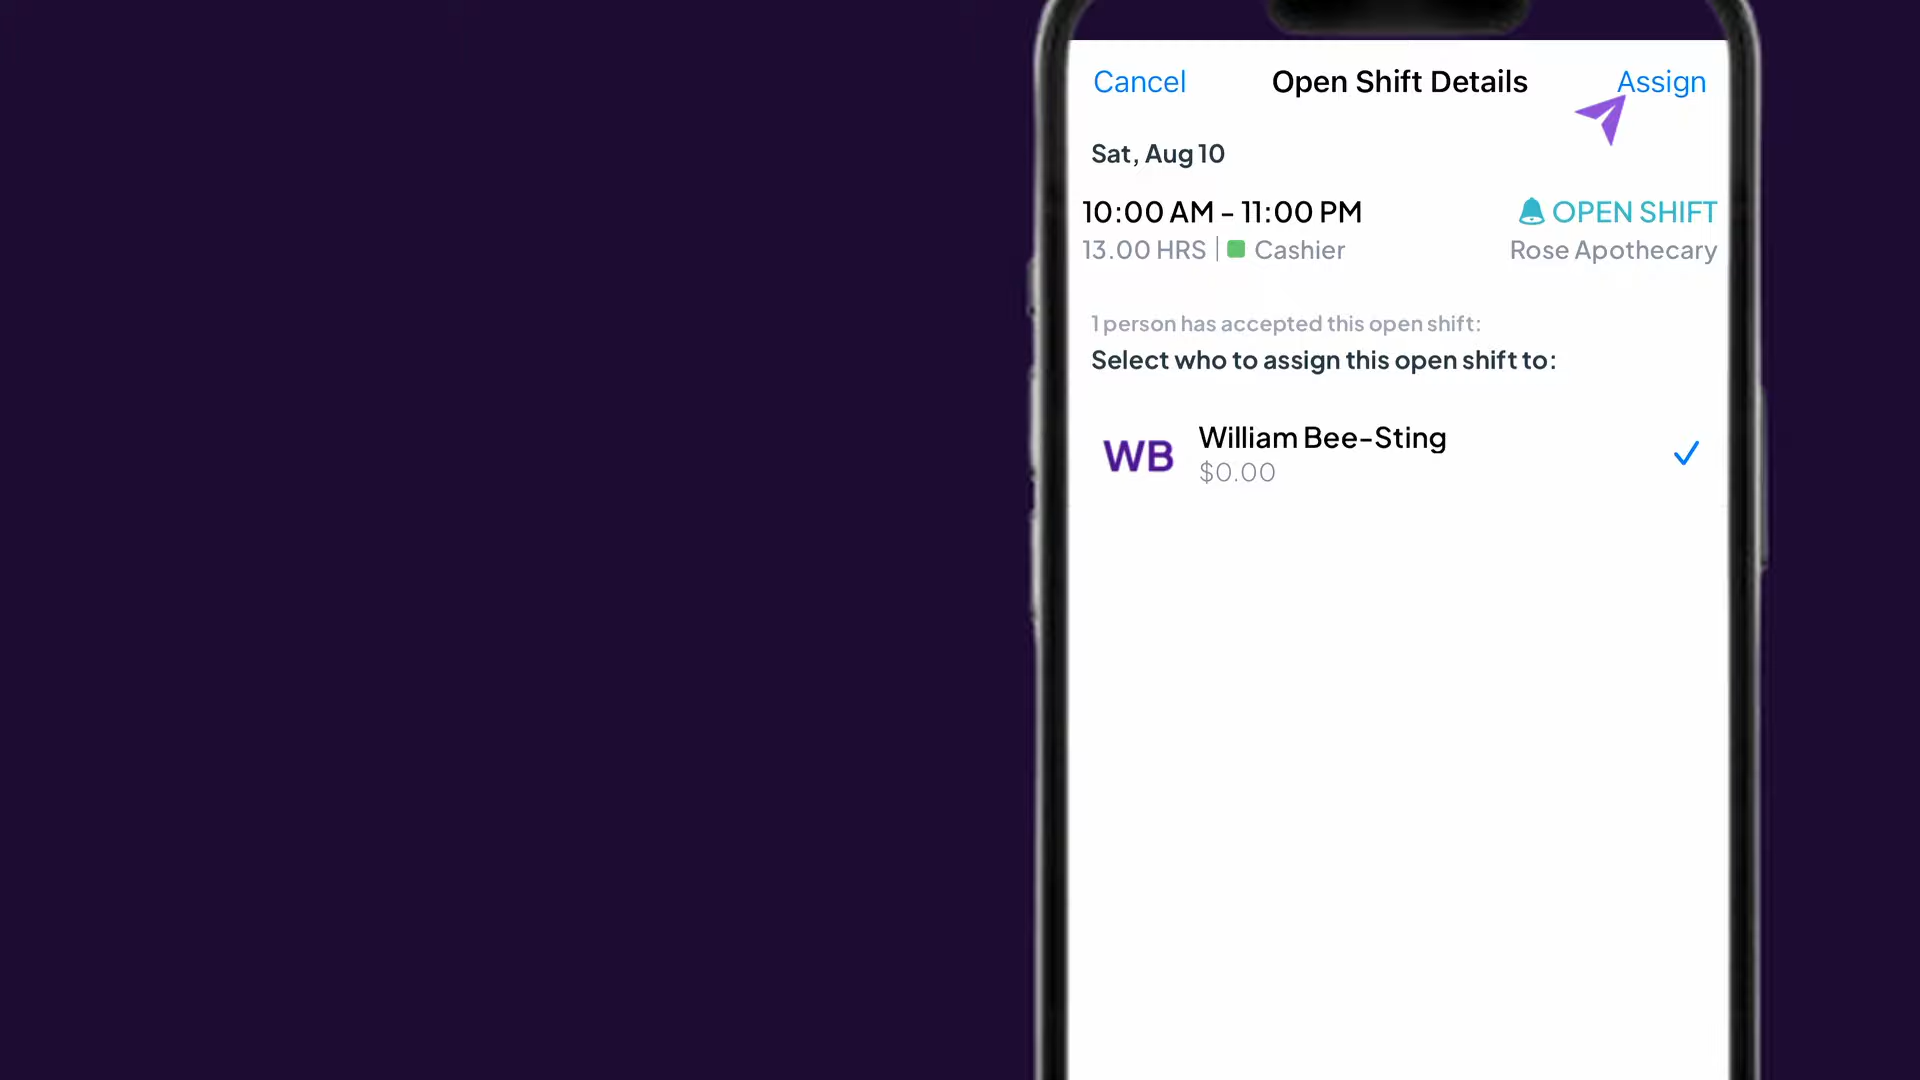 Cancel Open Shift Details Assign
Sat, Aug 10
10:00 AM - 11:00 PM OPEN SHIFT
13.00 HRS | Cashier Rose Apothecary
1 person has accepted this open shift:
Select who to assign this open shift to:
WB William Bee-Sting
$0.00